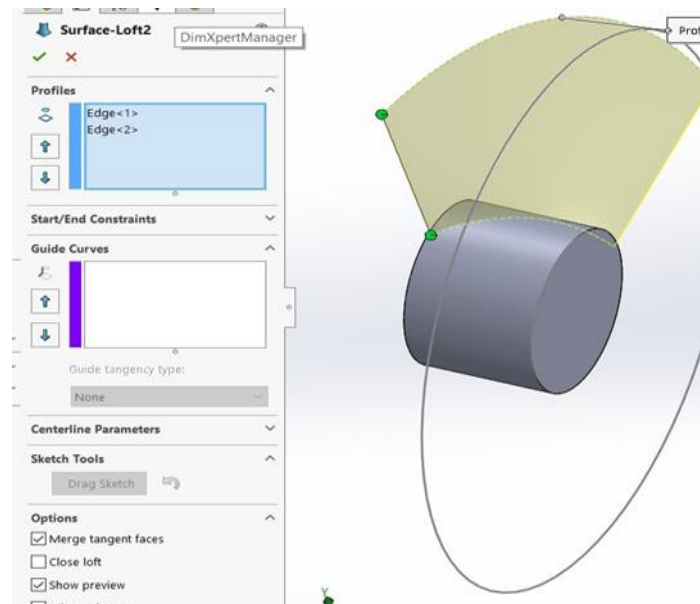 Surface-Loft2
DimXpertManager
Profiles
Edge<1>
Edge<2>
Start/End Constraints
Guide Curves
Guide tangency type:
None
Centerline Parameters
Sketch Tools
Drag Sketch
Options
Merge tangent faces
Close loft
Show preview
Prof
Y